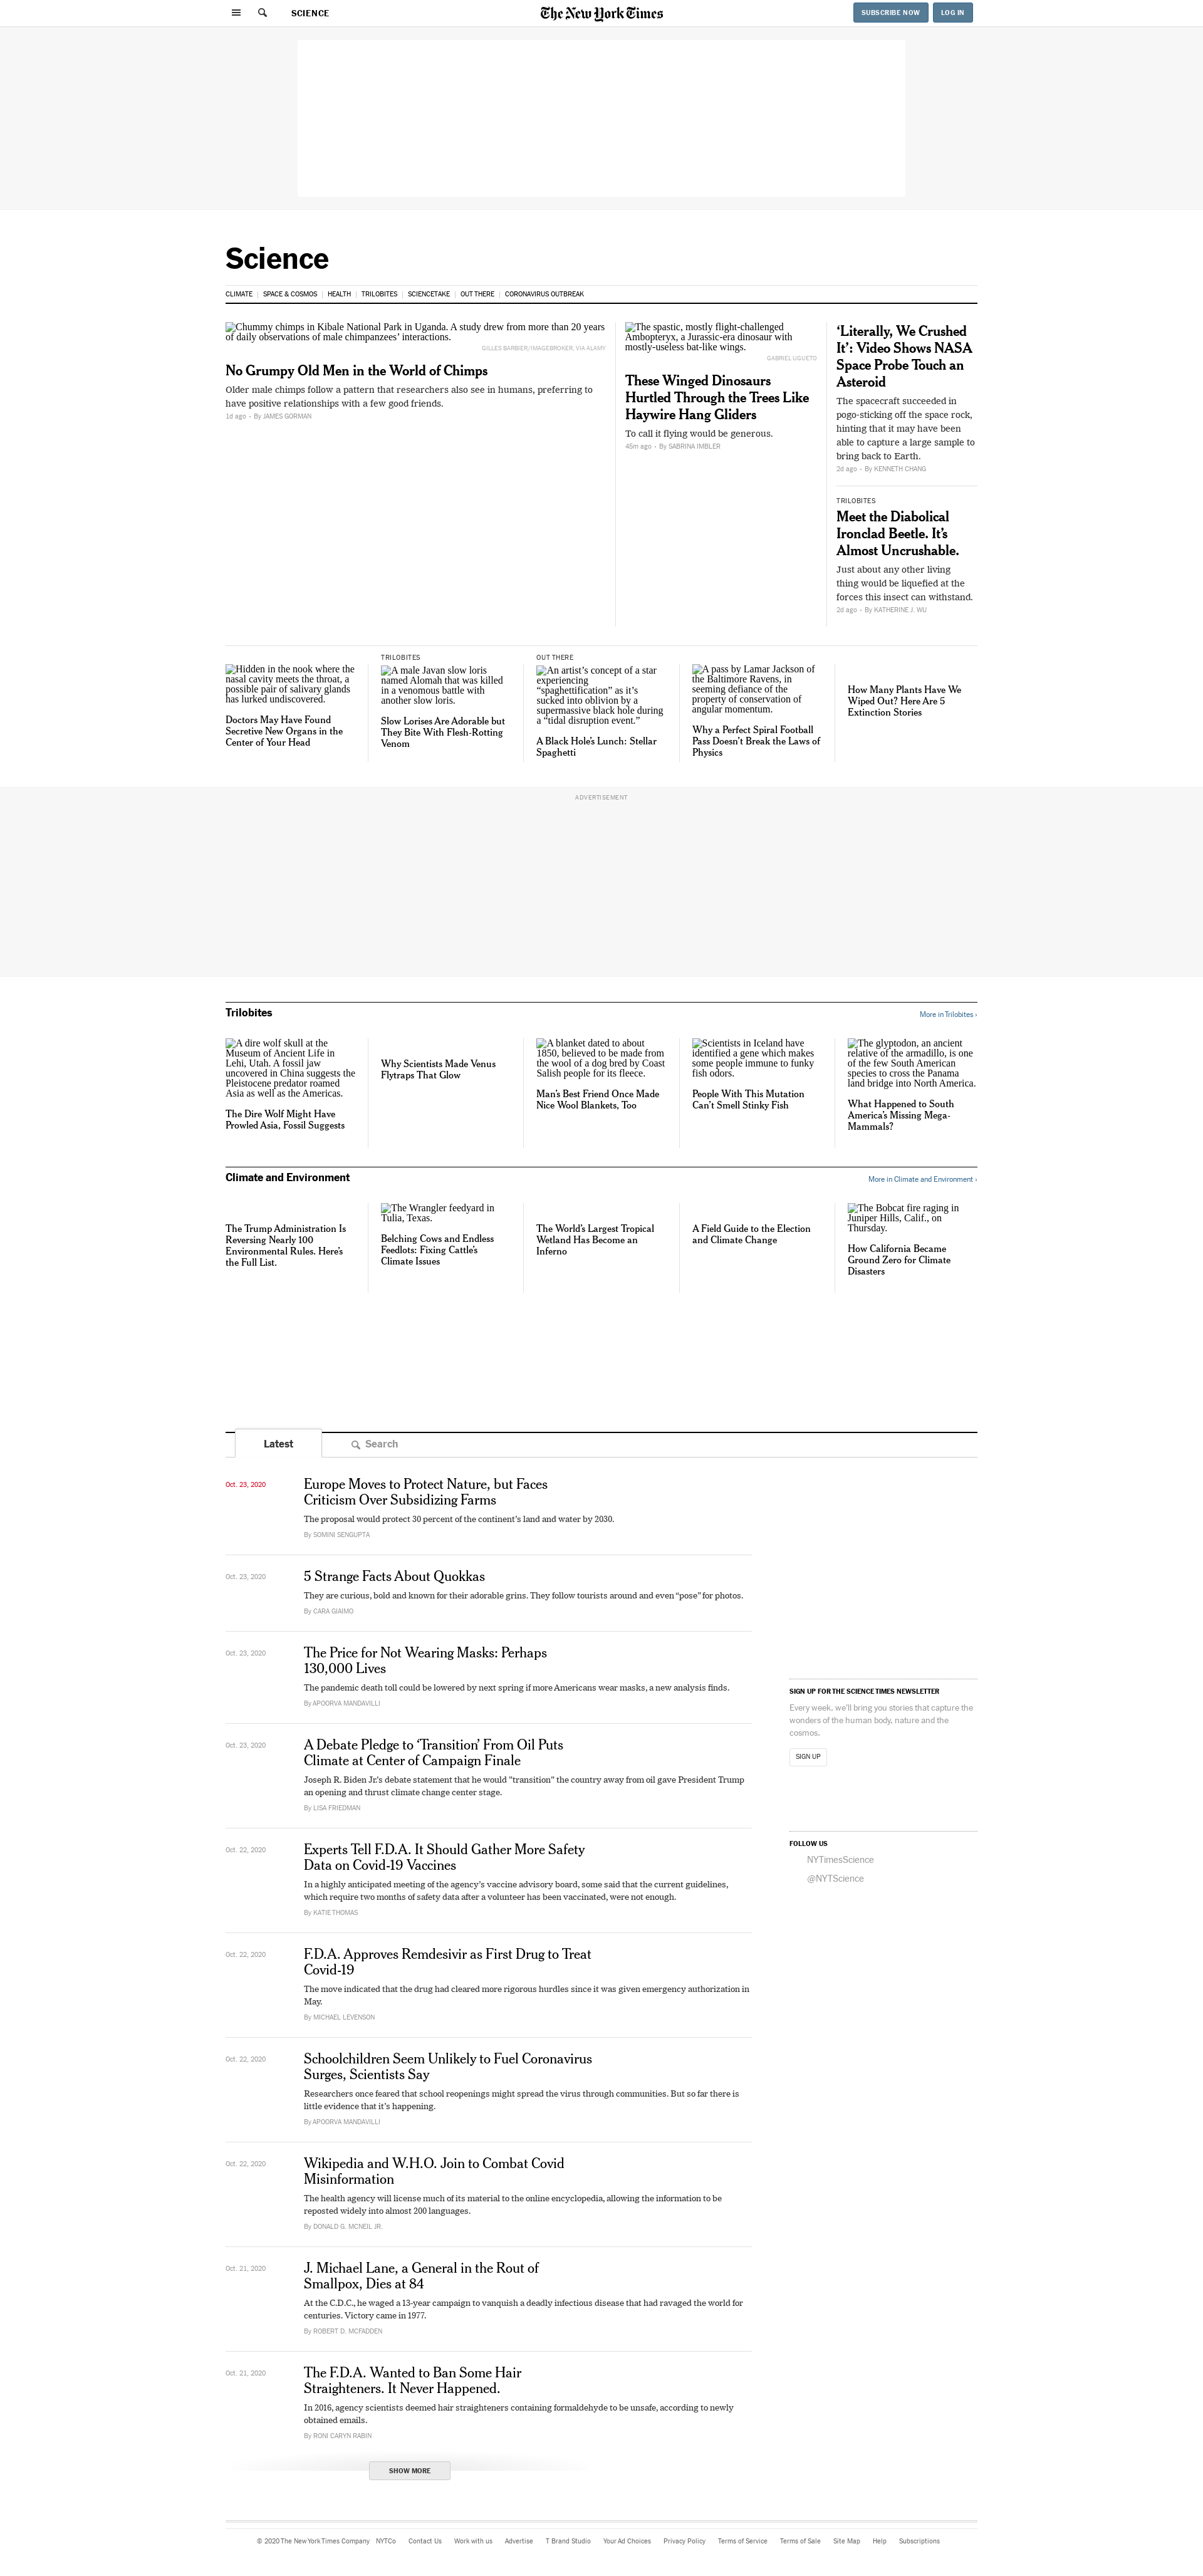 SCIENCE
The New York Times
SUBSCRIBE NOW
LOG IN
Science
CLIMATE
SPACE & COSMOS
HEALTH
TRILOBITES
SCIENCETAKE
OUT THERE
CORONAVIRUS OUTBREAK
Chummy chimps in Kibale National Park in Uganda. A study drew from more than 20 years
of daily observations of male chimpanzees’ interactions.
GILLES BARBIER/IMAGEBROKER, VIA ALAMY
No Grumpy Old Men in the World of Chimps
Older male chimps follow a pattern that researchers also see in humans, preferring to
have positive relationships with a few good friends.
1d ago • By JAMES GORMAN
The spastic, mostly flight-challenged
Ambopteryx, a Jurassic-era dinosaur with
mostly-useless bat-like wings.
GABRIEL UGUETO
These Winged Dinosaurs
Hurtled Through the Trees Like
Haywire Hang Gliders
To call it flying would be generous.
45m ago • By SABRINA IMBLER
‘Literally, We Crushed
It’: Video Shows NASA
Space Probe Touch an
Asteroid
The spacecraft succeeded in
pogo-sticking off the space rock,
hinting that it may have been
able to capture a large sample to
bring back to Earth.
2d ago • By KENNETH CHANG
TRILOBITES
Meet the Diabolical
Ironclad Beetle. It’s
Almost Uncrushable.
Just about any other living
thing would be liquefied at the
forces this insect can withstand.
2d ago • By KATHERINE J. WU
Hidden in the nook where the
nasal cavity meets the throat, a
possible pair of salivary glands
has lurked undiscovered.
Doctors May Have Found
Secretive New Organs in the
Center of Your Head
TRILOBITES
A male Javan slow loris
named Alomah that was killed
in a venomous battle with
another slow loris.
Slow Lorises Are Adorable but
They Bite With Flesh-Rotting
Venom
OUT THERE
An artist’s concept of a star
experiencing
“spaghettification” as it’s
sucked into oblivion by a
supermassive black hole during
a “tidal disruption event.”
A Black Hole’s Lunch: Stellar
Spaghetti
A pass by Lamar Jackson of
the Baltimore Ravens, in
seeming defiance of the
property of conservation of
angular momentum.
Why a Perfect Spiral Football
Pass Doesn’t Break the Laws of
Physics
How Many Plants Have We
Wiped Out? Here Are 5
Extinction Stories
ADVERTISEMENT
Trilobites
More in Trilobites ›
A dire wolf skull at the
Museum of Ancient Life in
Lehi, Utah. A fossil jaw
uncovered in China suggests the
Pleistocene predator roamed
Asia as well as the Americas.
The Dire Wolf Might Have
Prowled Asia, Fossil Suggests
Why Scientists Made Venus
Flytraps That Glow
A blanket dated to about
1850, believed to be made from
the wool of a dog bred by Coast
Salish people for its fleece.
Man’s Best Friend Once Made
Nice Wool Blankets, Too
Scientists in Iceland have
identified a gene which makes
some people immune to funky
fish odors.
People With This Mutation
Can’t Smell Stinky Fish
The glyptodon, an ancient
relative of the armadillo, is one
of the few South American
species to cross the Panama
land bridge into North America.
What Happened to South
America’s Missing Mega-
Mammals?
Climate and Environment
More in Climate and Environment ›
The Trump Administration Is
Reversing Nearly 100
Environmental Rules. Here’s
the Full List.
The Wrangler feedyard in
Tulia, Texas.
Belching Cows and Endless
Feedlots: Fixing Cattle’s
Climate Issues
The World’s Largest Tropical
Wetland Has Become an
Inferno
A Field Guide to the Election
and Climate Change
The Bobcat fire raging in
Juniper Hills, Calif., on
Thursday.
How California Became
Ground Zero for Climate
Disasters
Latest
Search
Oct. 23, 2020
Europe Moves to Protect Nature, but Faces
Criticism Over Subsidizing Farms
The proposal would protect 30 percent of the continent’s land and water by 2030.
By SOMINI SENGUPTA
Oct. 23, 2020
5 Strange Facts About Quokkas
They are curious, bold and known for their adorable grins. They follow tourists around and even “pose” for photos.
By CARA GIAIMO
Oct. 23, 2020
The Price for Not Wearing Masks: Perhaps
130,000 Lives
The pandemic death toll could be lowered by next spring if more Americans wear masks, a new analysis finds.
By APOORVA MANDAVILLI
Oct. 23, 2020
A Debate Pledge to ‘Transition’ From Oil Puts
Climate at Center of Campaign Finale
Joseph R. Biden Jr.’s debate statement that he would "transition" the country away from oil gave President Trump
an opening and thrust climate change center stage.
By LISA FRIEDMAN
Oct. 22, 2020
Experts Tell F.D.A. It Should Gather More Safety
Data on Covid-19 Vaccines
In a highly anticipated meeting of the agency’s vaccine advisory board, some said that the current guidelines,
which require two months of safety data after a volunteer has been vaccinated, were not enough.
By KATIE THOMAS
Oct. 22, 2020
F.D.A. Approves Remdesivir as First Drug to Treat
Covid-19
The move indicated that the drug had cleared more rigorous hurdles since it was given emergency authorization in
May.
By MICHAEL LEVENSON
Oct. 22, 2020
Schoolchildren Seem Unlikely to Fuel Coronavirus
Surges, Scientists Say
Researchers once feared that school reopenings might spread the virus through communities. But so far there is
little evidence that it’s happening.
By APOORVA MANDAVILLI
Oct. 22, 2020
Wikipedia and W.H.O. Join to Combat Covid
Misinformation
The health agency will license much of its material to the online encyclopedia, allowing the information to be
reposted widely into almost 200 languages.
By DONALD G. MCNEIL JR.
Oct. 21, 2020
J. Michael Lane, a General in the Rout of
Smallpox, Dies at 84
At the C.D.C., he waged a 13-year campaign to vanquish a deadly infectious disease that had ravaged the world for
centuries. Victory came in 1977.
By ROBERT D. MCFADDEN
Oct. 21, 2020
The F.D.A. Wanted to Ban Some Hair
Straighteners. It Never Happened.
In 2016, agency scientists deemed hair straighteners containing formaldehyde to be unsafe, according to newly
obtained emails.
By RONI CARYN RABIN
SHOW MORE
SIGN UP FOR THE SCIENCE TIMES NEWSLETTER
Every week, we’ll bring you stories that capture the
wonders of the human body, nature and the
cosmos.
SIGN UP
FOLLOW US
NYTimesScience
@NYTScience
© 2020 The New York Times Company
NYTCo
Contact Us
Work with us
Advertise
T Brand Studio
Your Ad Choices
Privacy Policy
Terms of Service
Terms of Sale
Site Map
Help
Subscriptions